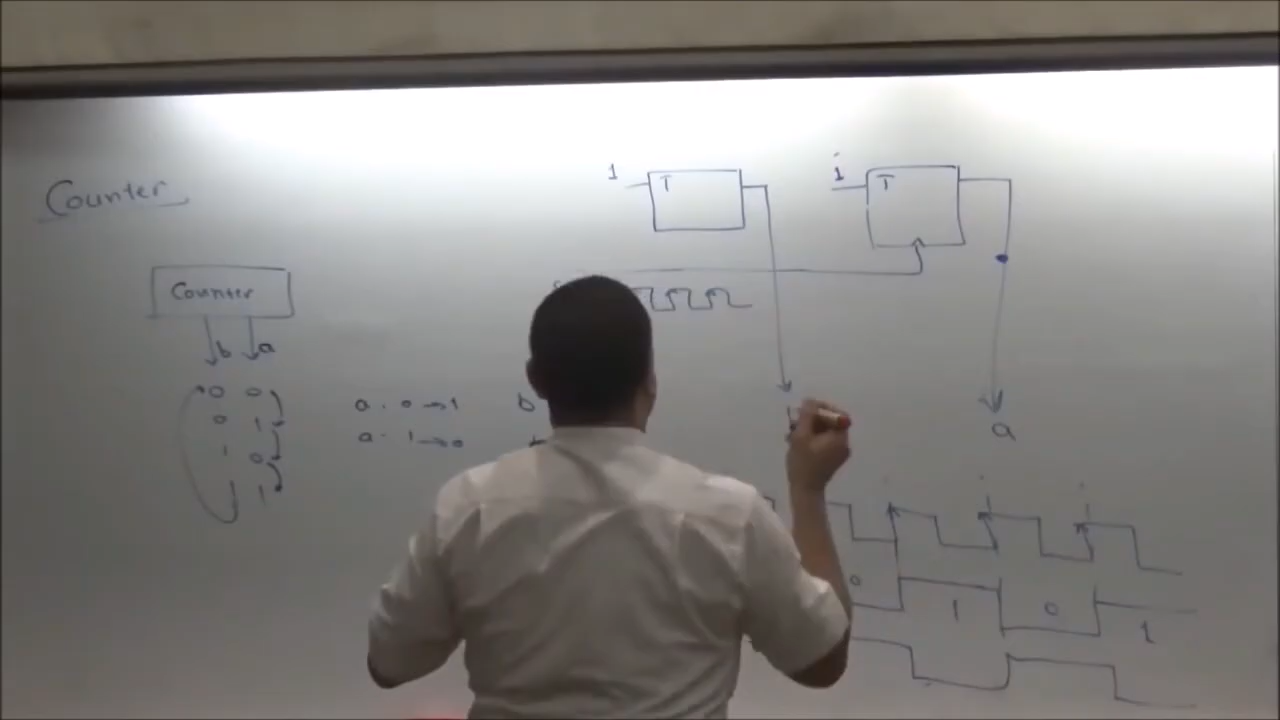 Counter
1 T 1 T
Counter
b a
0 0
0 1
1 0
1 1
a : 0 → 1 b
a : 1 → 0
a
0 1 0 1